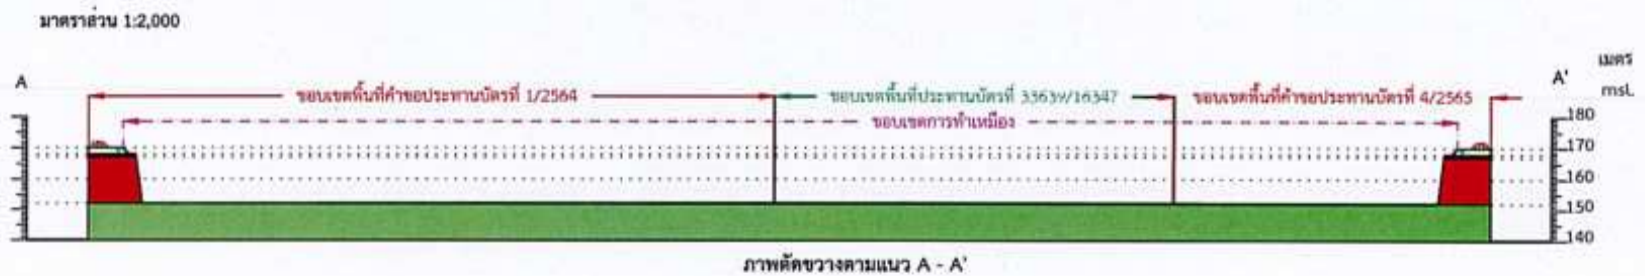 มาตราส่วน 1:2,000
เมตร
A
A'
msL
ขอบเขตพื้นที่คำขอประทานบัตรที่ 1/2564
ขอบเขตพื้นที่ประทานบัตรที่ 33639/16347
ขอบเขตพื้นที่คำขอประทานบัตรที่ 4/2565
ขอบเขตการทำเหมือง
180
170
160
150
140
ภาพตัดขวางตามแนว A - A'